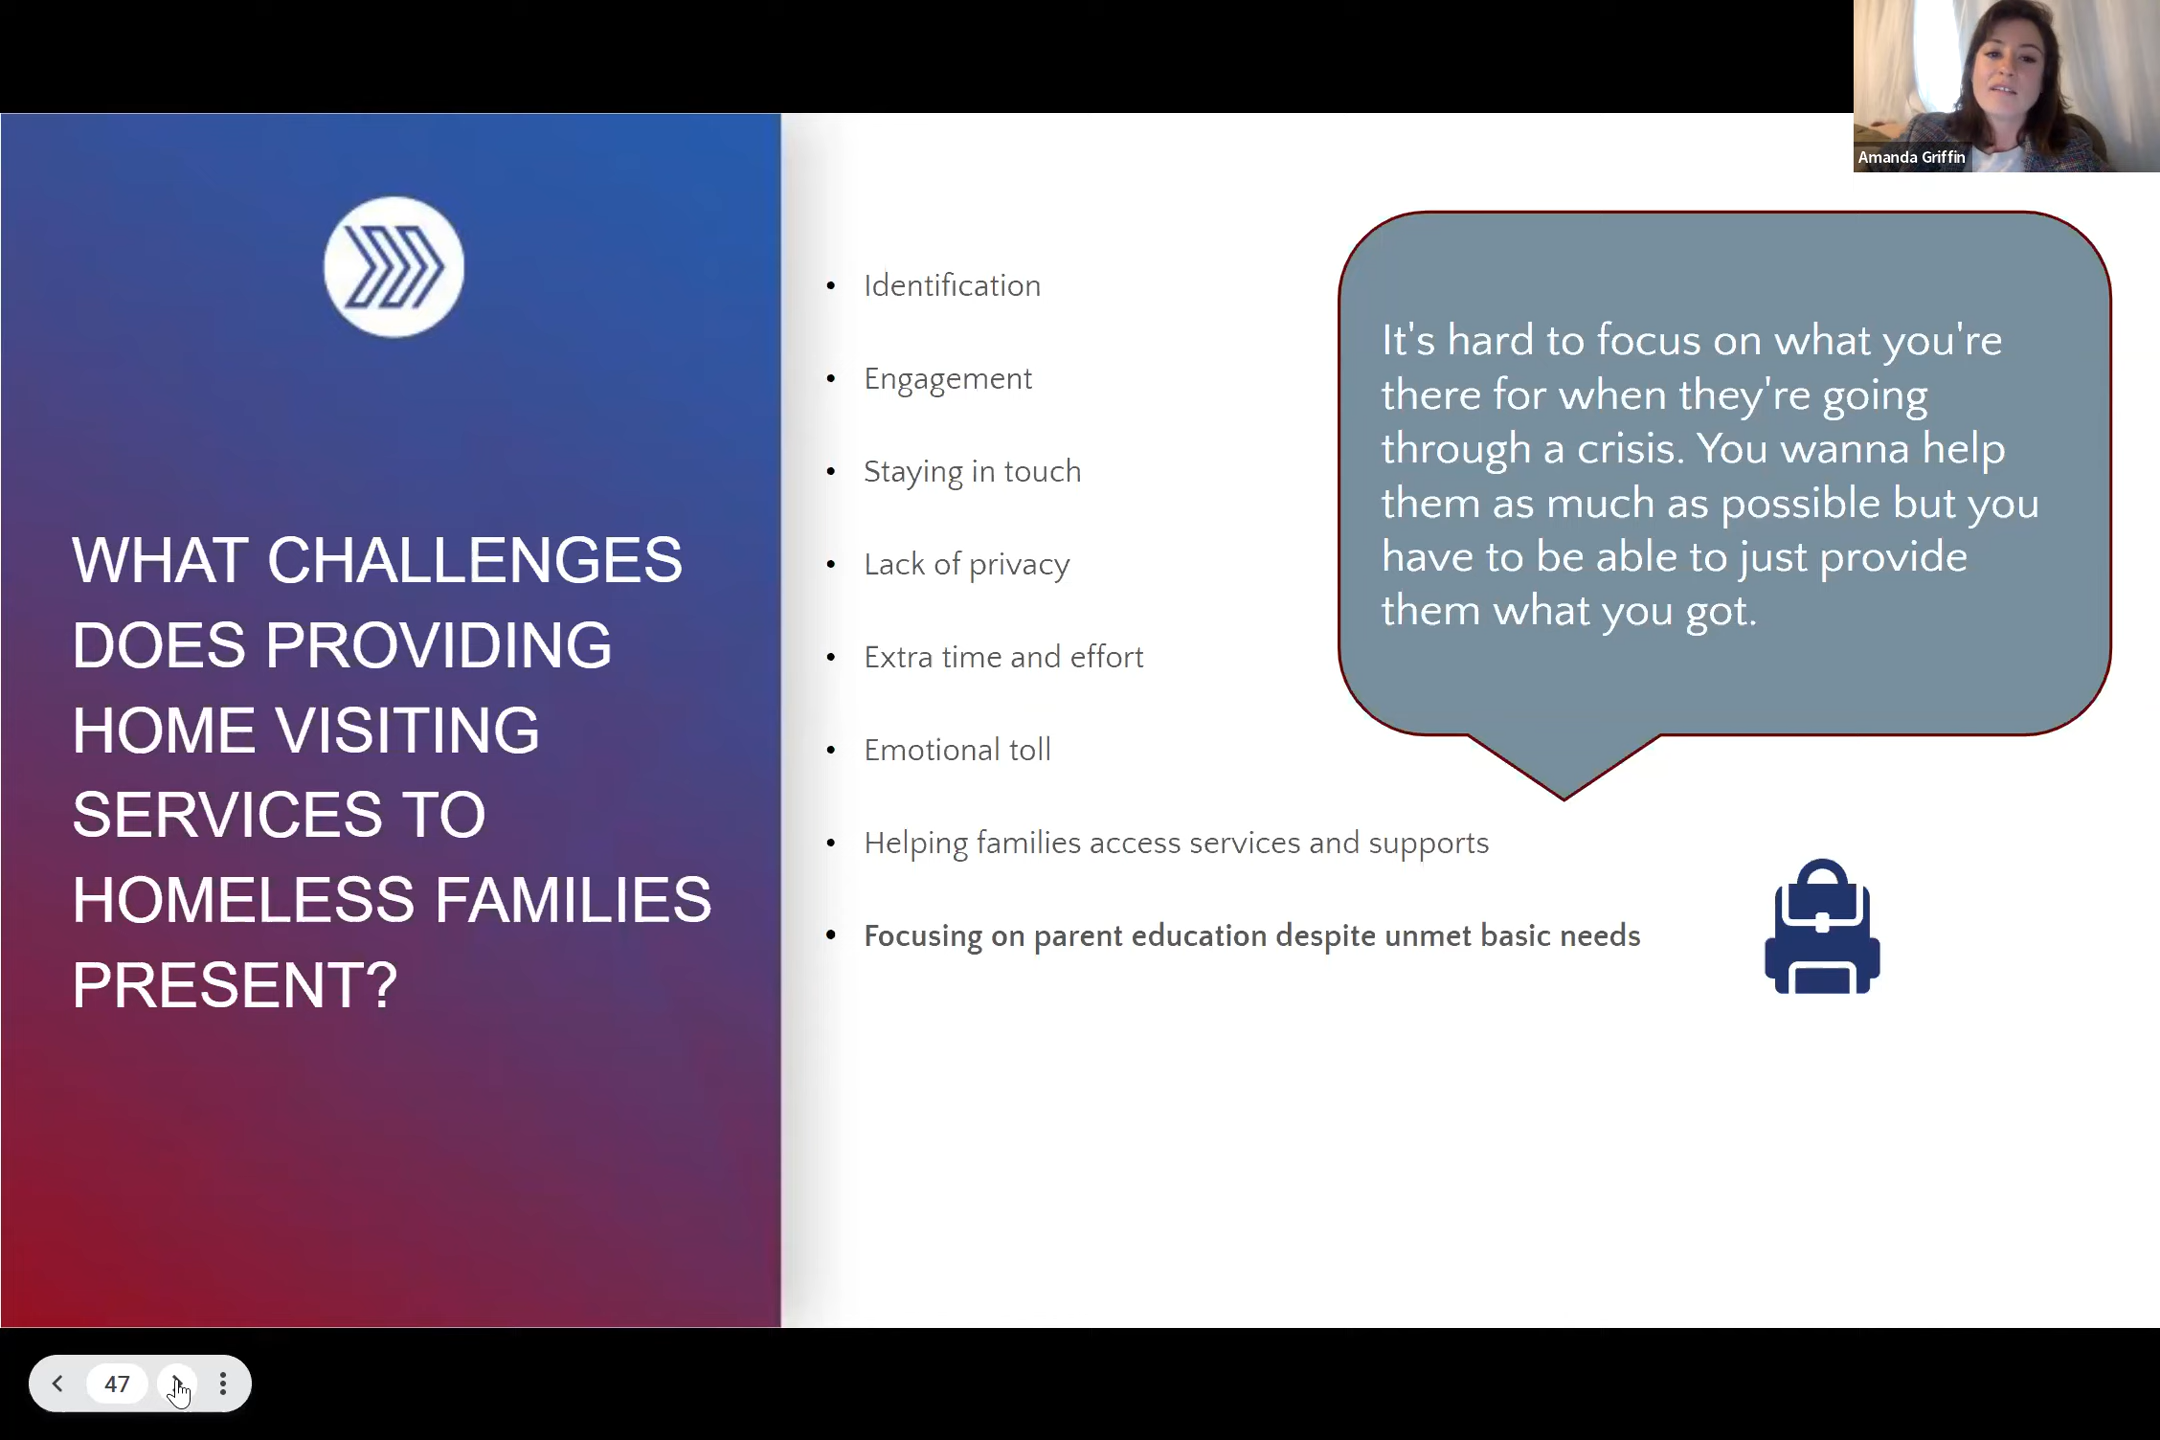 Amanda Griffin
WHAT CHALLENGES
DOES PROVIDING
HOME VISITING
SERVICES TO
HOMELESS FAMILIES
PRESENT?
• Identification
• Engagement
• Staying in touch
• Lack of privacy
• Extra time and effort
• Emotional toll
• Helping families access services and supports
• Focusing on parent education despite unmet basic needs
It's hard to focus on what you're
there for when they're going
through a crisis. You wanna help
them as much as possible but you
have to be able to just provide
them what you got.
47